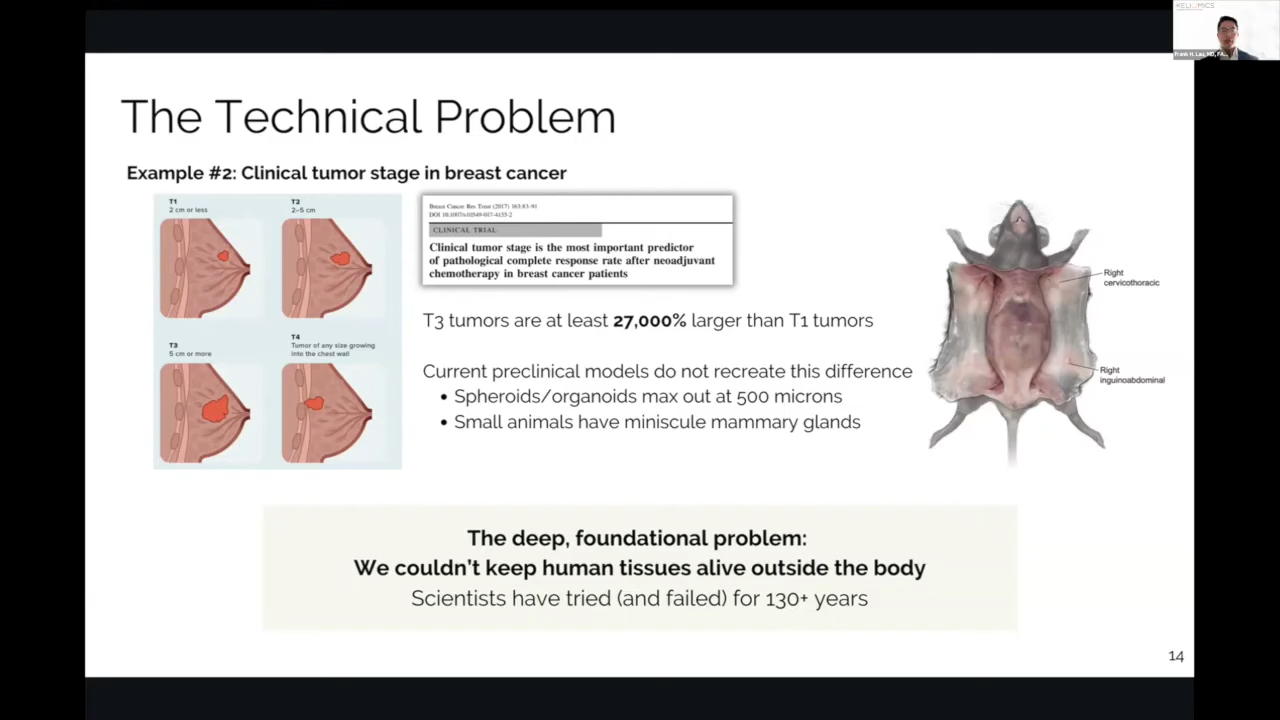 KELIOMICS
Frank H. Lau, MD, FA...
The Technical Problem
Example #2: Clinical tumor stage in breast cancer
T1
2 cm or less
T2
2–5 cm
T3
5 cm or more
T4
Tumor of any size growing
into the chest wall
Breast Cancer Res Treat (2017) 163:83–91
DOI 10.1007/s10549-017-4155-2
CLINICAL TRIAL
Clinical tumor stage is the most important predictor
of pathological complete response rate after neoadjuvant
chemotherapy in breast cancer patients
T3 tumors are at least 27,000% larger than T1 tumors
Current preclinical models do not recreate this difference
• Spheroids/organoids max out at 500 microns
• Small animals have miniscule mammary glands
Right
cervicothoracic
Right
inguinoabdominal
The deep, foundational problem:
We couldn't keep human tissues alive outside the body
Scientists have tried (and failed) for 130+ years
14